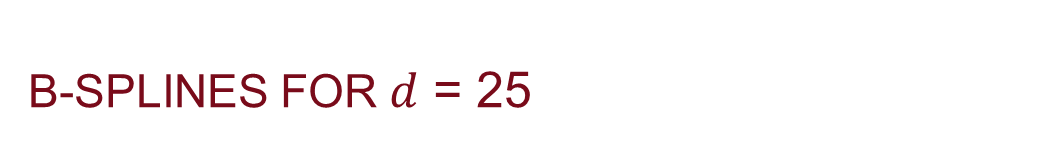 B-SPLINES FOR 𝑑 = 25